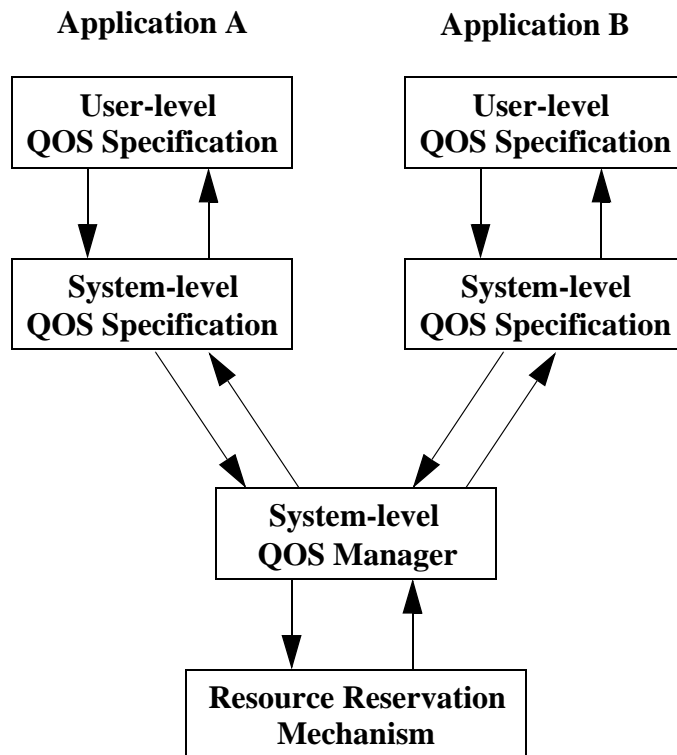 Application A
Application B
User-level
QOS Specification
User-level
QOS Specification
System-level
QOS Specification
System-level
QOS Specification
System-level
QOS Manager
Resource Reservation
Mechanism